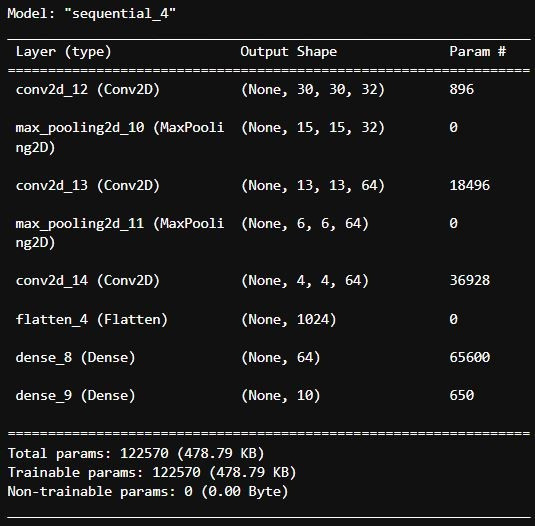 Model: "sequential_4"
Layer (type) Output Shape Param #
conv2d_12 (Conv2D) (None, 30, 30, 32) 896
max_pooling2d_10 (MaxPooli (None, 15, 15, 32) 0
ng2D)
conv2d_13 (Conv2D) (None, 13, 13, 64) 18496
max_pooling2d_11 (MaxPooli (None, 6, 6, 64) 0
ng2D)
conv2d_14 (Conv2D) (None, 4, 4, 64) 36928
flatten_4 (Flatten) (None, 1024) 0
dense_8 (Dense) (None, 64) 65600
dense_9 (Dense) (None, 10) 650
Total params: 122570 (478.79 KB)
Trainable params: 122570 (478.79 KB)
Non-trainable params: 0 (0.00 Byte)